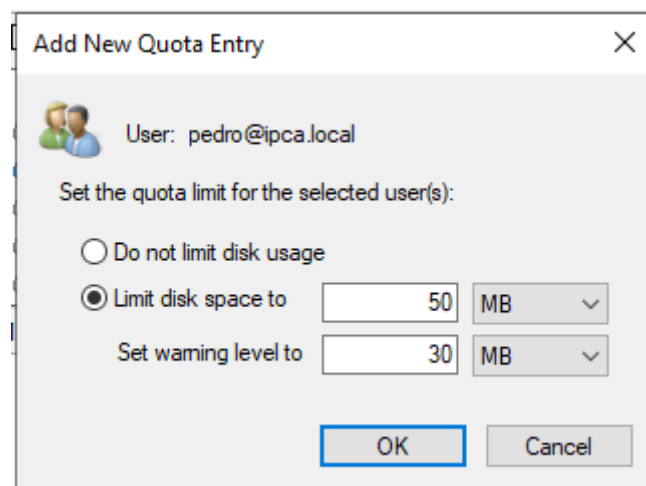 Add New Quota Entry
User: pedro@ipca.local
Set the quota limit for the selected user(s):
Do not limit disk usage
Limit disk space to 50 MB
Set warning level to 30 MB
OK Cancel